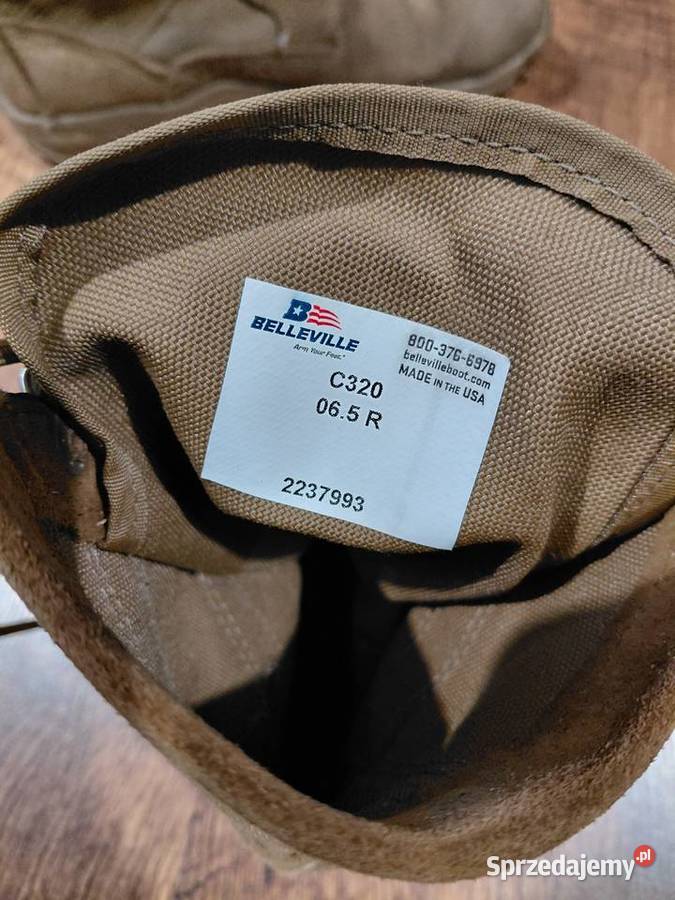 BELLEVILLE
Arm Your Feet.™
800-376-6978
bellevilleboot.com
MADE IN THE USA
C320
06.5 R
2237993
Sprzedajemy.pl